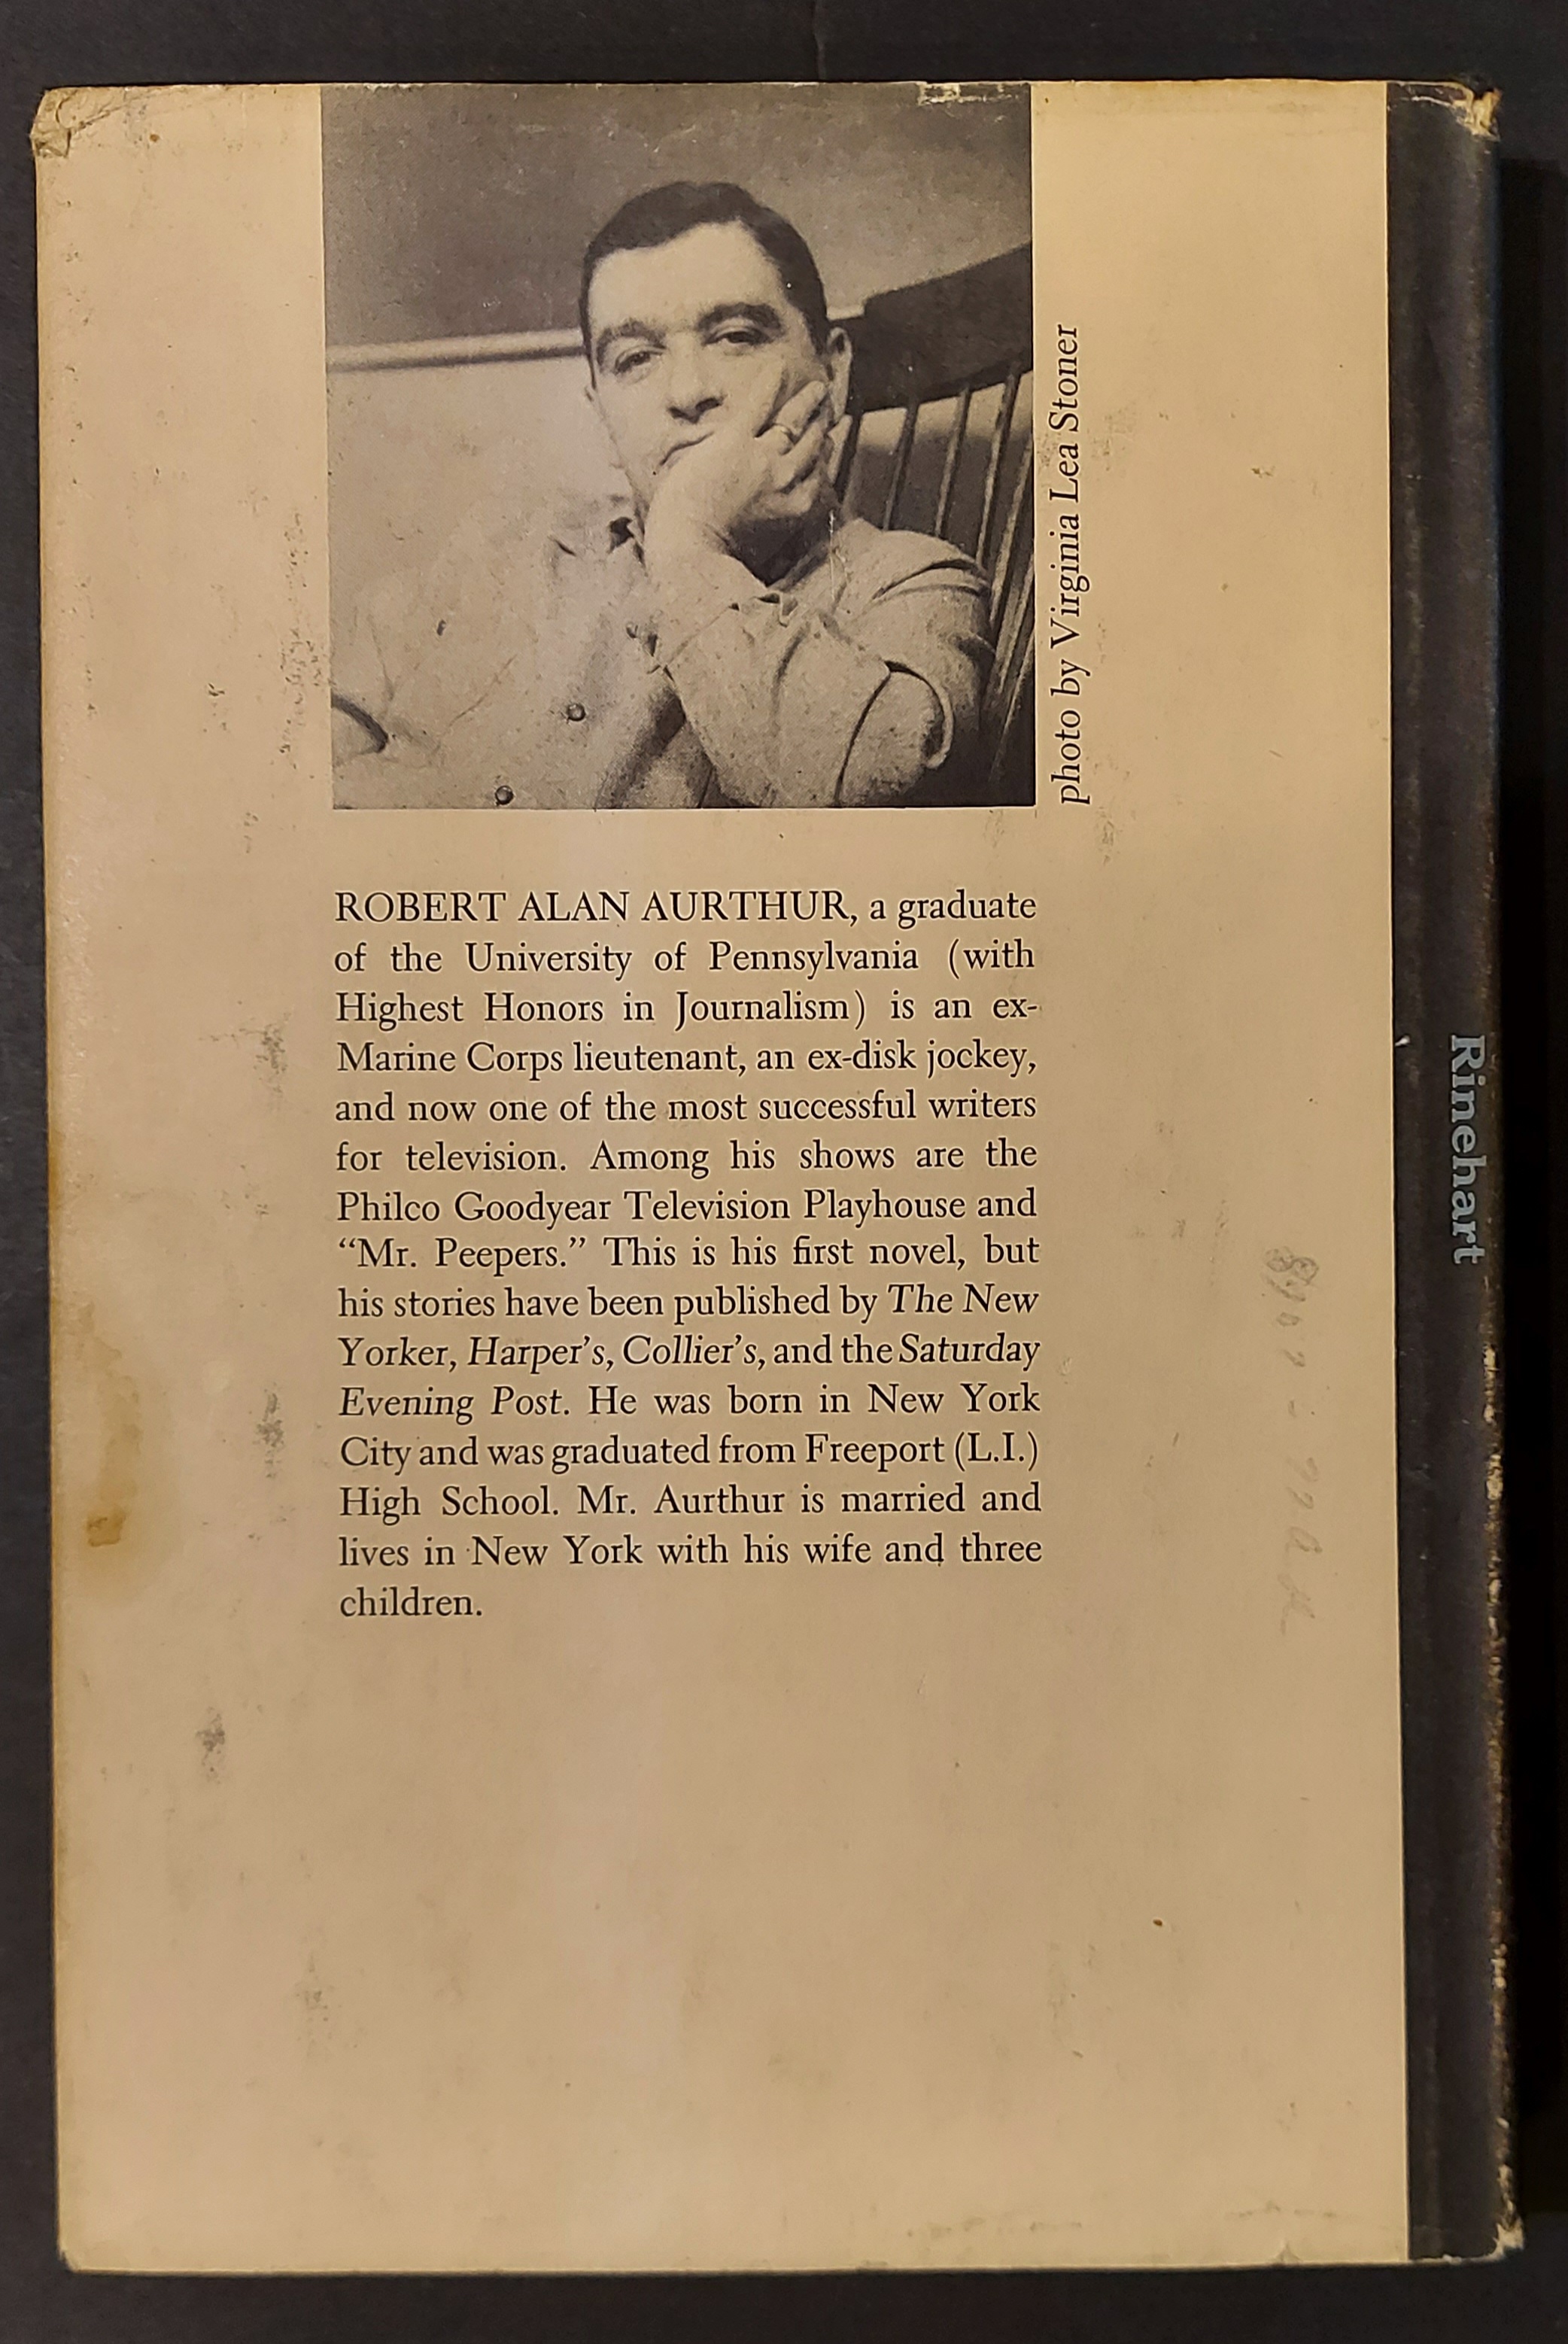 photo by Virginia Lea Stoner
ROBERT ALAN AURTHUR, a graduate
of the University of Pennsylvania (with
Highest Honors in Journalism) is an ex-
Marine Corps lieutenant, an ex-disk jockey,
and now one of the most successful writers
for television. Among his shows are the
Philco Goodyear Television Playhouse and
“Mr. Peepers.” This is his first novel, but
his stories have been published by The New
Yorker, Harper’s, Collier’s, and the Saturday
Evening Post. He was born in New York
City and was graduated from Freeport (L.I.)
High School. Mr. Aurthur is married and
lives in New York with his wife and three
children.
Rinehart